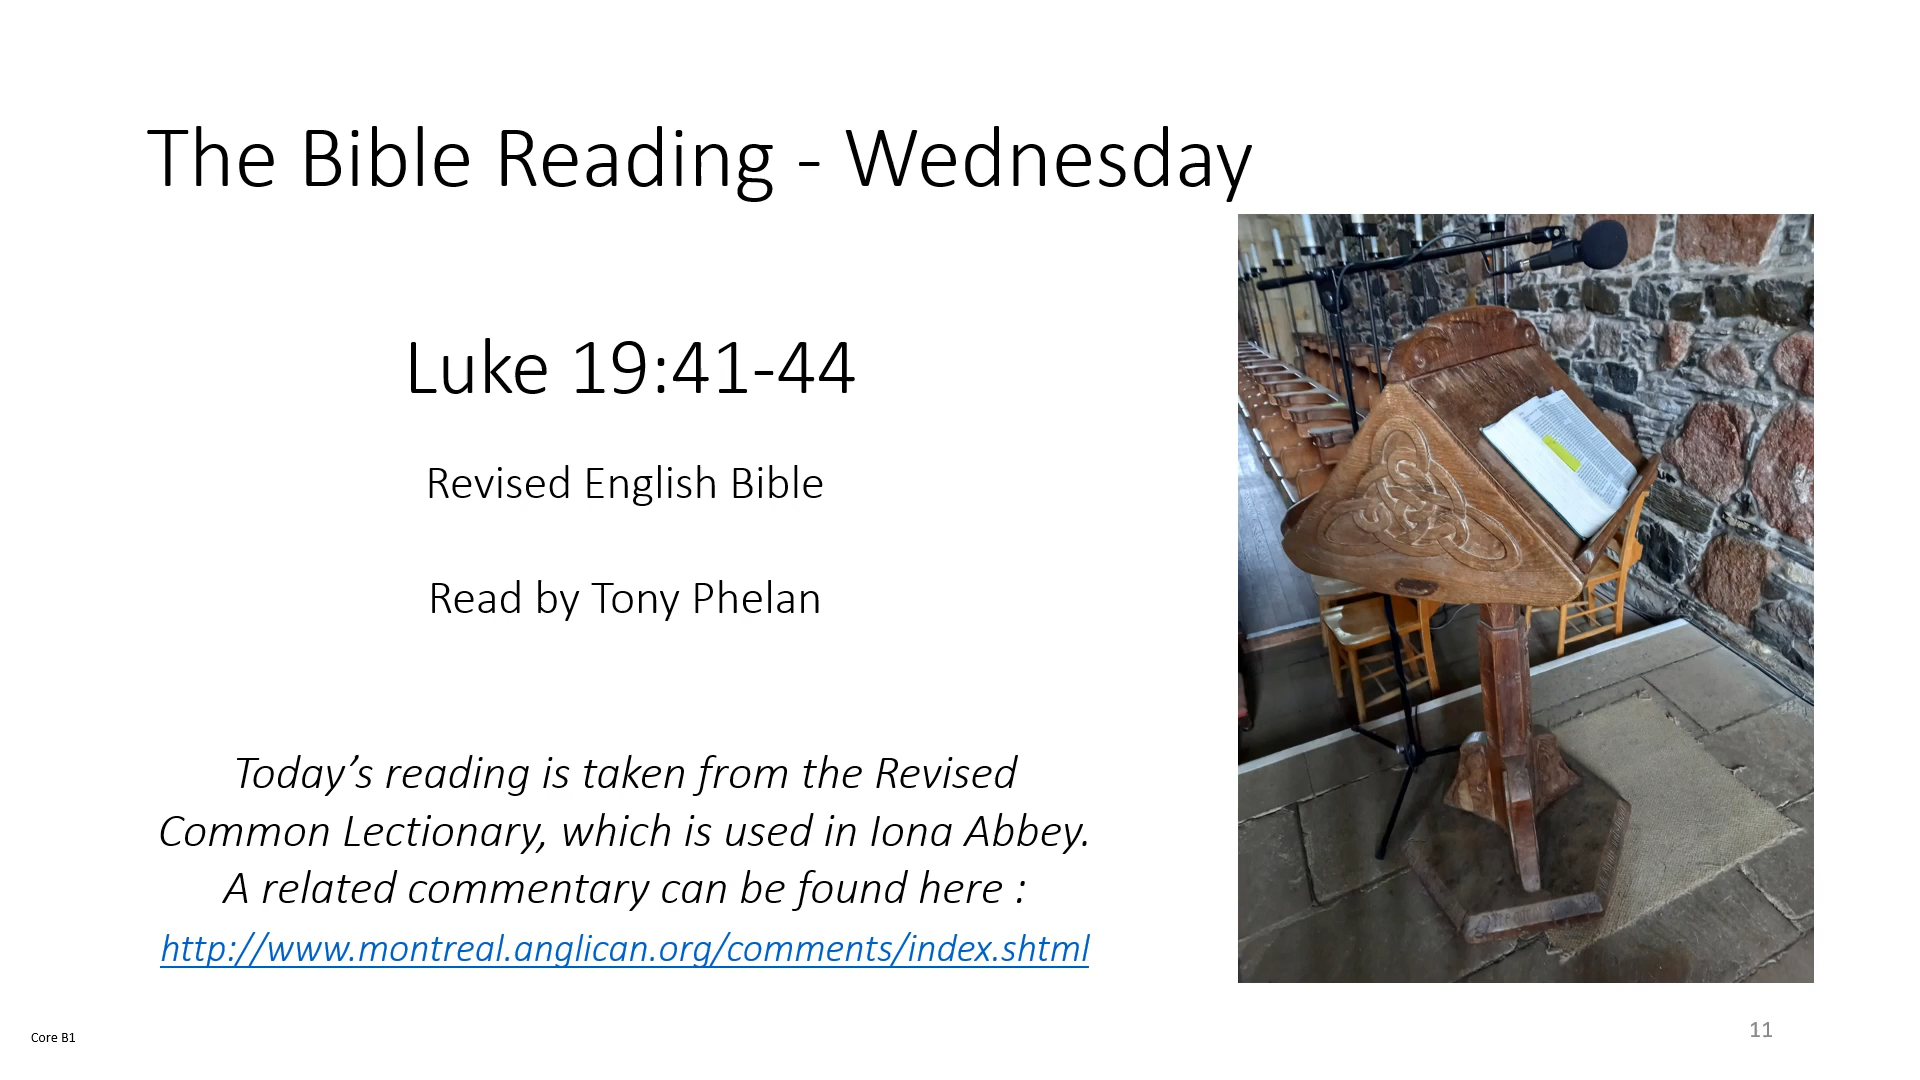 The Bible Reading - Wednesday
Luke 19:41-44
Revised English Bible
Read by Tony Phelan
Today’s reading is taken from the Revised
Common Lectionary, which is used in Iona Abbey.
A related commentary can be found here :
http://www.montreal.anglican.org/comments/index.shtml
Core B1
11